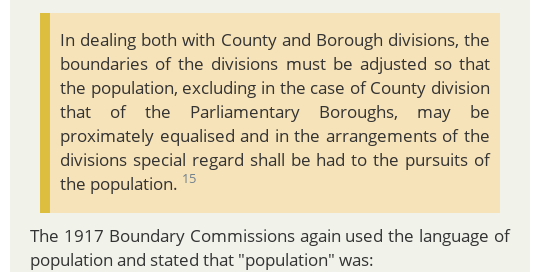 In dealing both with County and Borough divisions, the
boundaries of the divisions must be adjusted so that
the population, excluding in the case of County division
that of the Parliamentary Boroughs, may be
proximately equalised and in the arrangements of the
divisions special regard shall be had to the pursuits of
the population. 15
The 1917 Boundary Commissions again used the language of
population and stated that "population" was: